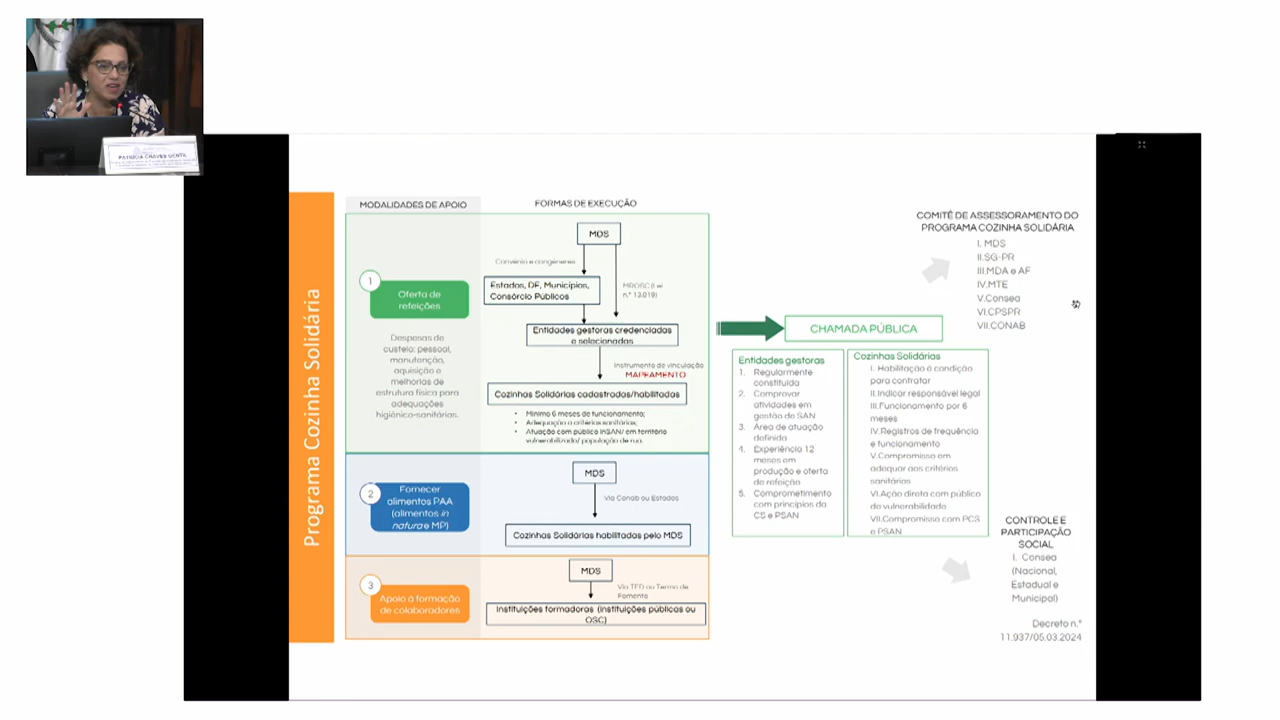 PATRÍCIA CHAVES GENTIL
Programa Cozinha Solidária
MODALIDADES DE APOIO
FORMAS DE EXECUÇÃO
1
Oferta de
refeições
Despesas de
custeio: pessoal,
manutenção,
aquisição e
melhorias de
estrutura física para
adequações
higiênico-sanitárias.
MDS
Convênio e congêneres
Estados, DF, Municípios,
Consórcio Públicos
MROSC (Lei
n.º 13.019)
Entidades gestoras credenciadas
e selecionadas
Instrumento de vinculação
MAPEAMENTO
Cozinhas Solidárias cadastradas/habilitadas
• Mínimo 6 meses de funcionamento;
• Adequação a critérios sanitários;
• Atuação com público INSAN/ em território
vulnerabilizado/ população de rua.
2
Fornecer
alimentos PAA
(alimentos in
natura e MP)
MDS
Via Conab ou Estados
Cozinhas Solidárias habilitadas pelo MDS
3
Apoio à formação
de colaboradores
MDS
Via TED ou Termo de
Fomento
Instituições formadoras (instituições públicas ou
OSC)
CHAMADA PÚBLICA
Entidades gestoras
1. Regularmente
constituída
2. Comprovar
atividades em
gestão de SAN
3. Área de atuação
definida
4. Experiência 12
meses em
produção e oferta
de refeição
5. Comprometimento
com princípios da
CS e PSAN
Cozinhas Solidárias
I. Habilitação é condição
para contratar
II.Indicar responsável legal
III.Funcionamento por 6
meses
IV.Registros de frequência
e funcionamento
V.Compromisso em
adequar aos critérios
sanitários
VI.Ação direta com público
de vulnerabilidade
VII.Compromisso com PCS
e PSAN
COMITÊ DE ASSESSORAMENTO DO
PROGRAMA COZINHA SOLIDÁRIA
I. MDS
II.SG-PR
III.MDA e AF
IV.MTE
V.Consea
VI.CPSPR
VII.CONAB
CONTROLE E
PARTICIPAÇÃO
SOCIAL
I. Consea
(Nacional,
Estadual e
Municipal)
Decreto n.º
11.937/05.03.2024